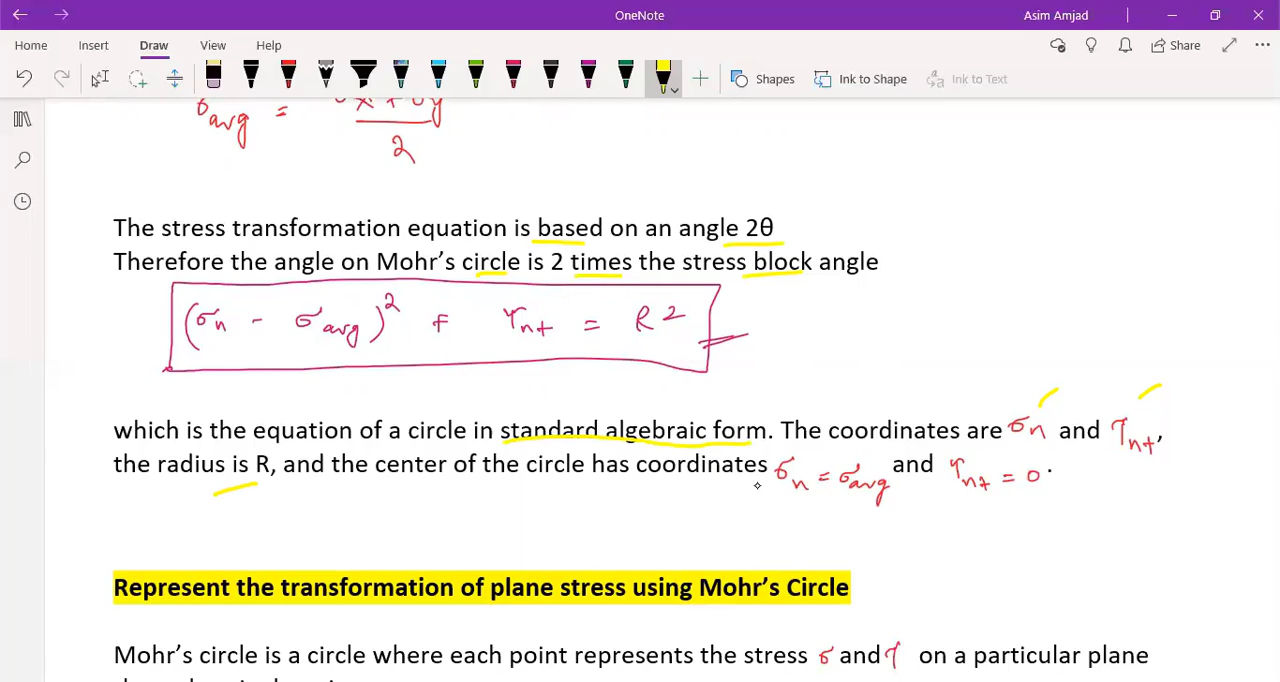 OneNote
Asim Amjad
Home Insert Draw View Help
Share
Shapes Ink to Shape Ink to Text
σavg = σx + σy / 2
The stress transformation equation is based on an angle 2θ
Therefore the angle on Mohr's circle is 2 times the stress block angle
(σn - σavg)² + τnt = R²
which is the equation of a circle in standard algebraic form. The coordinates are σn and τnt,
the radius is R, and the center of the circle has coordinates σn = σavg and τnt = 0.
Represent the transformation of plane stress using Mohr's Circle
Mohr's circle is a circle where each point represents the stress σ and τ on a particular plane